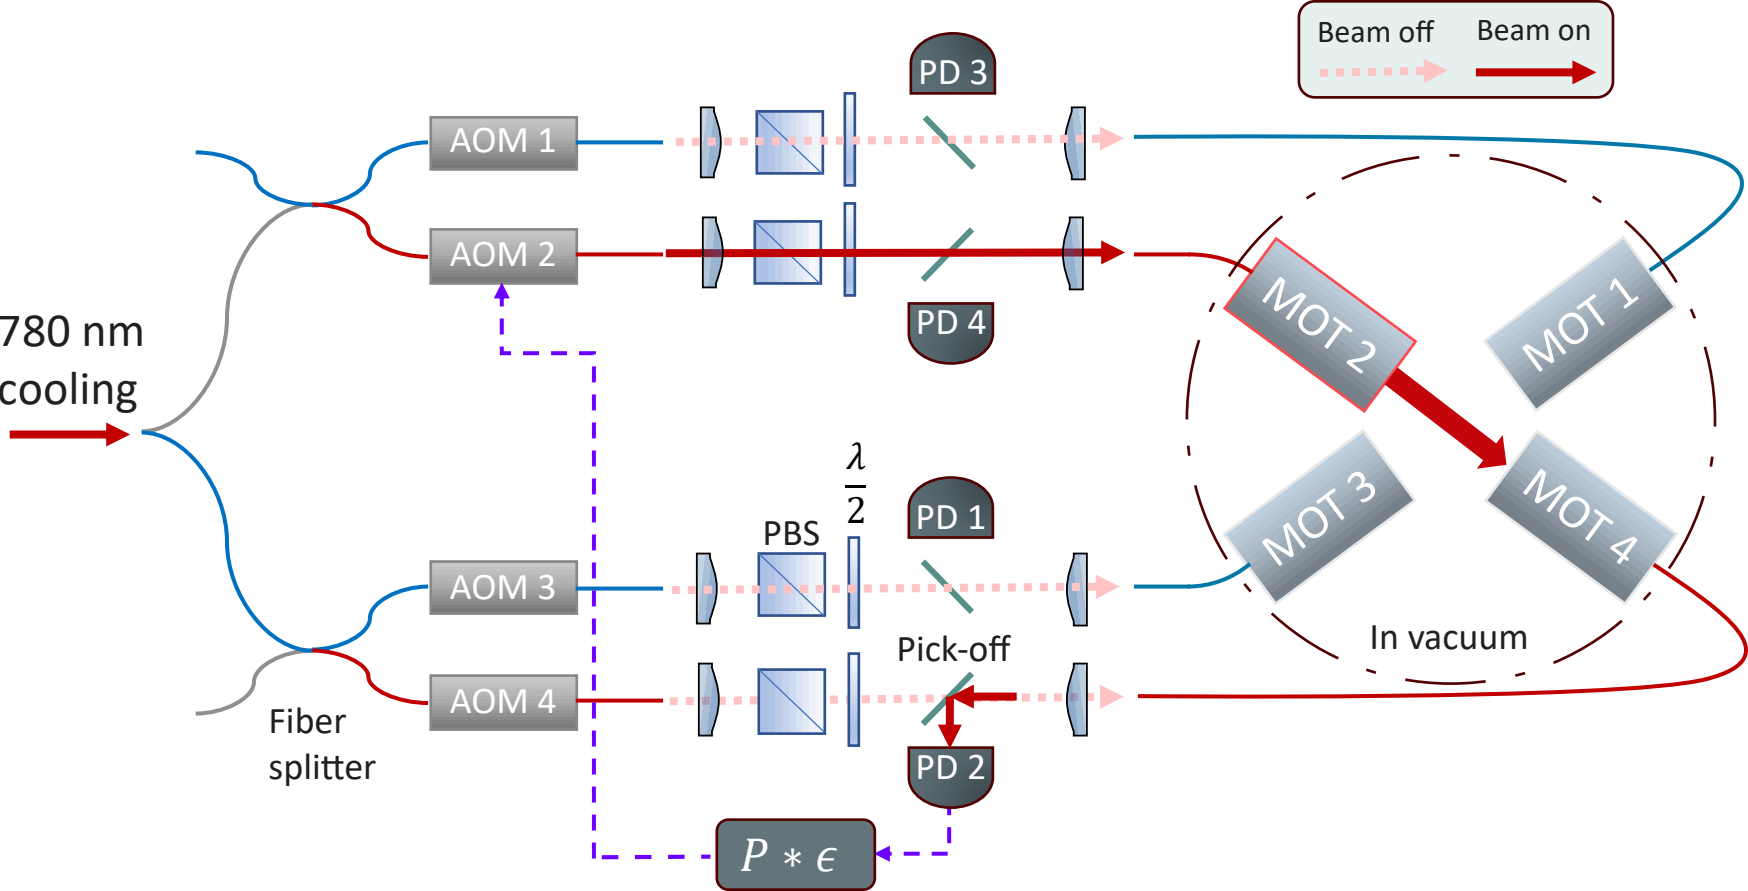 Beam off
Beam on
PD 3
AOM 1
AOM 2
PD 4
MOT 2
MOT 1
780 nm
cooling
λ
2
PD 1
PBS
MOT 3
MOT 4
AOM 3
In vacuum
Pick-off
AOM 4
Fiber
splitter
PD 2
P ∗ ϵ